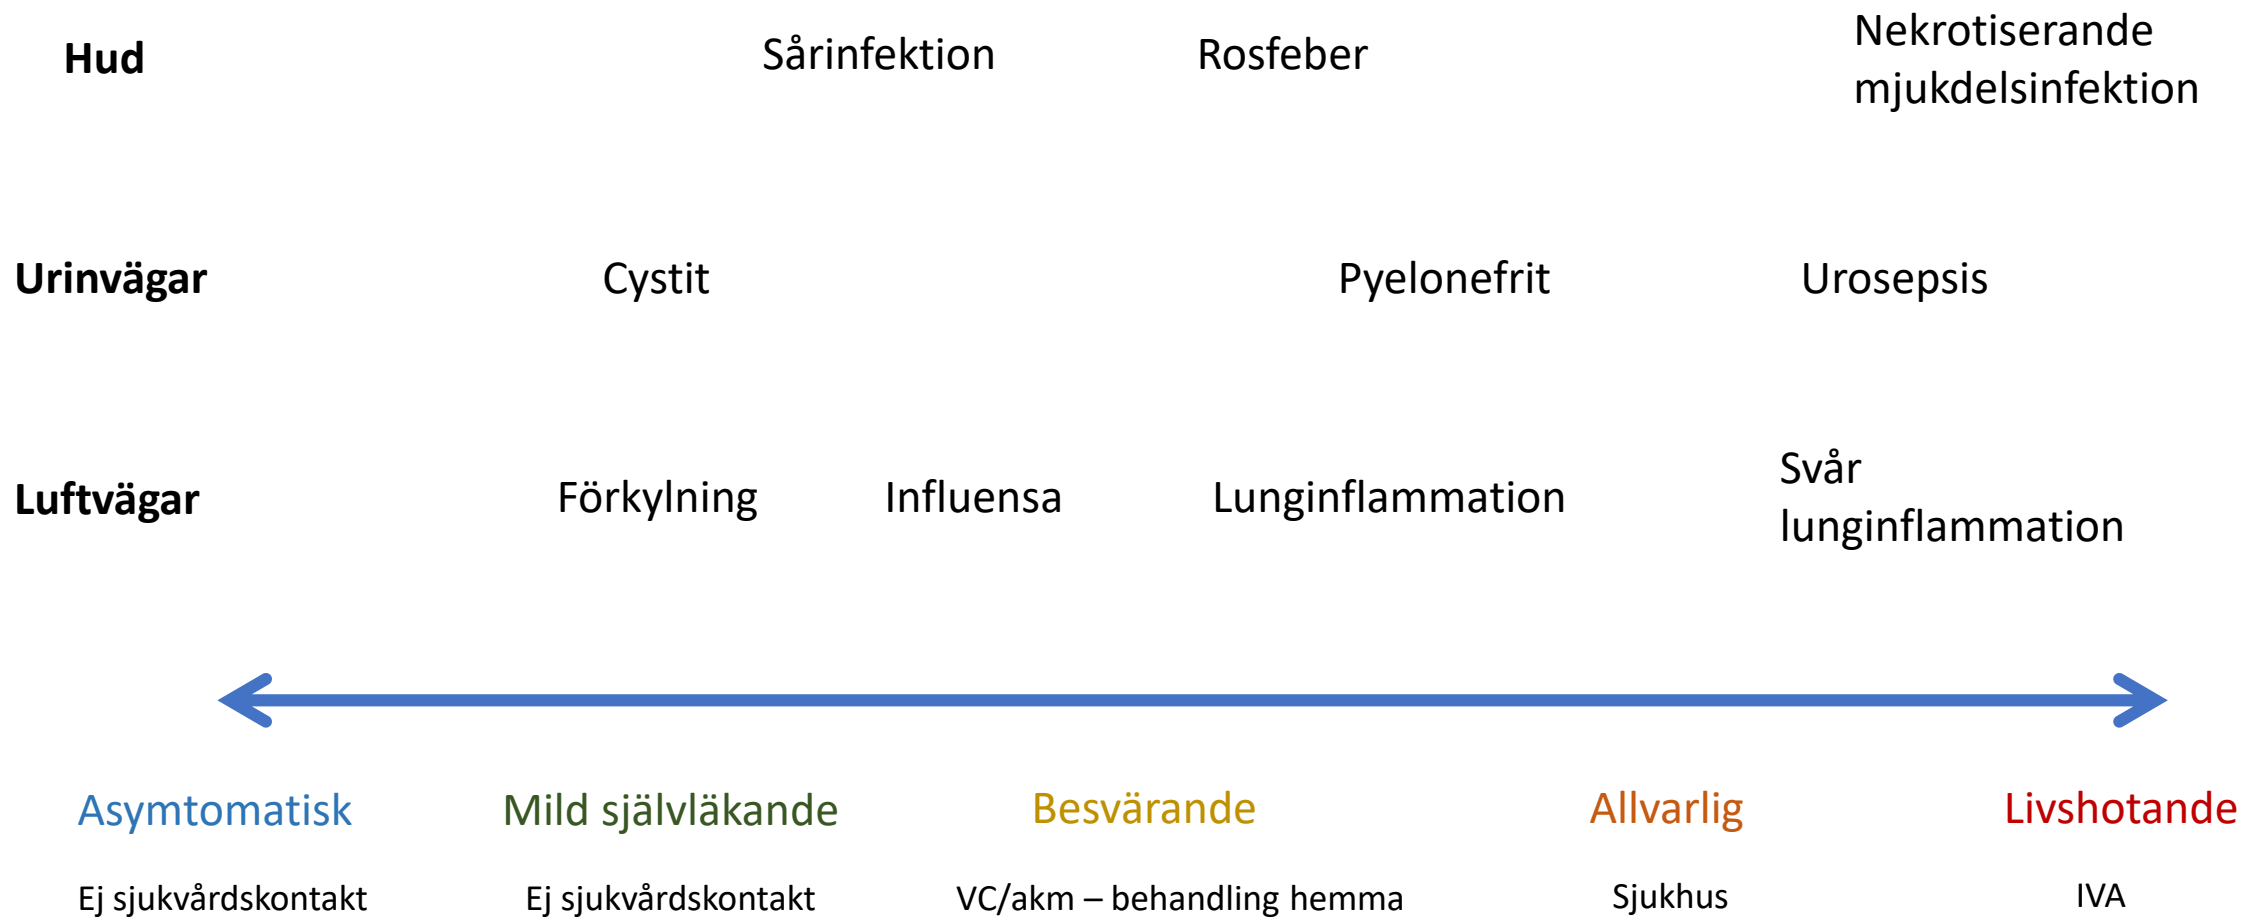 Hud
Sårinfektion
Rosfeber
Nekrotiserande
mjukdelsinfektion
Urinvägar
Cystit
Pyelonefrit
Urosepsis
Luftvägar
Förkylning
Influensa
Lunginflammation
Svår
lunginflammation
Asymtomatisk
Mild självläkande
Besvärande
Allvarlig
Livshotande
Ej sjukvårdskontakt
Ej sjukvårdskontakt
VC/akm – behandling hemma
Sjukhus
IVA